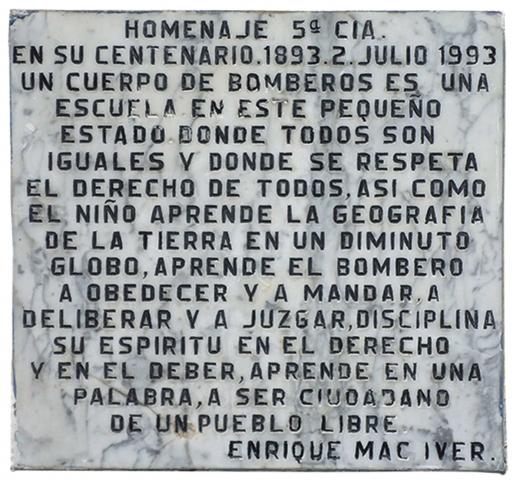 HOMENAJE 5ª CIA.
EN SU CENTENARIO.1893.2.JULIO 1993
UN CUERPO DE BOMBEROS ES UNA
ESCUELA EN ESTE PEQUEÑO
ESTADO DONDE TODOS SON
IGUALES Y DONDE SE RESPETA
EL DERECHO DE TODOS, ASI COMO
EL NIÑO APRENDE LA GEOGRAFIA
DE LA TIERRA EN UN DIMINUTO
GLOBO, APRENDE EL BOMBERO
A OBEDECER Y A MANDAR, A
DELIBERAR Y A JUZGAR, DISCIPLINA
SU ESPIRITU EN EL DERECHO
Y EN EL DEBER, APRENDE EN UNA
PALABRA, A SER CIUDADANO
DE UN PUEBLO LIBRE.
ENRIQUE MAC IVER.